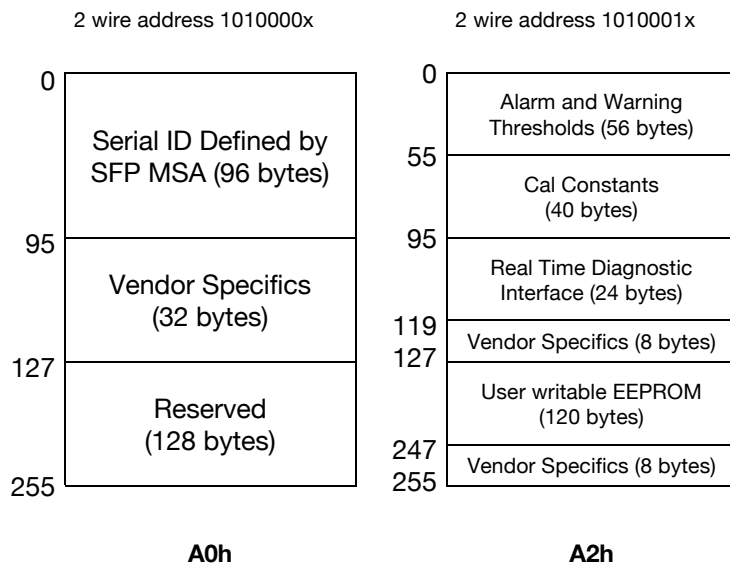 2 wire address 1010000x
0
Serial ID Defined by
SFP MSA (96 bytes)
95
Vendor Specifics
(32 bytes)
127
Reserved
(128 bytes)
255
A0h
2 wire address 1010001x
0
Alarm and Warning
Thresholds (56 bytes)
55
Cal Constants
(40 bytes)
95
Real Time Diagnostic
Interface (24 bytes)
119
Vendor Specifics (8 bytes)
127
User writable EEPROM
(120 bytes)
247
Vendor Specifics (8 bytes)
255
A2h